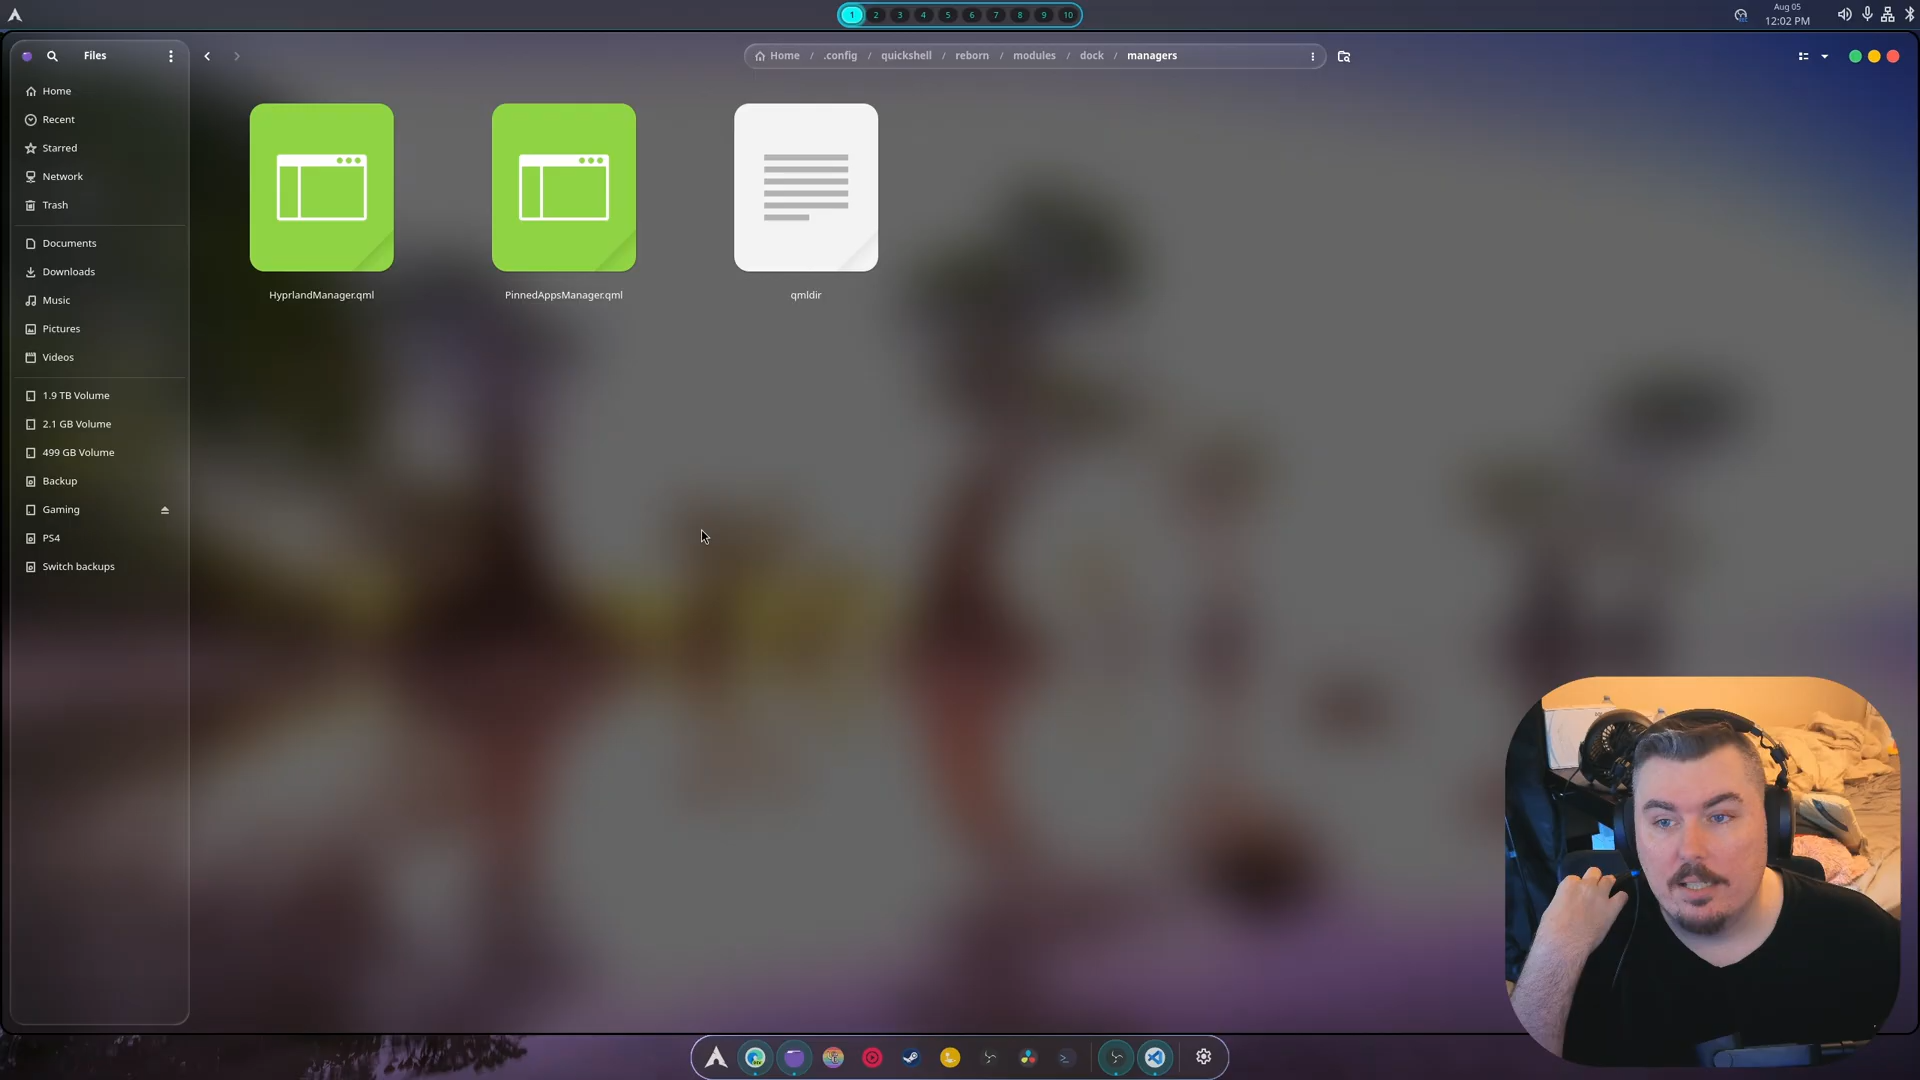 1 2 3 4 5 6 7 8 9 10
Aug 05
12:02 PM
Files
Home / .config / quickshell / reborn / modules / dock / managers
Home
Recent
Starred
Network
Trash
Documents
Downloads
Music
Pictures
Videos
1.9 TB Volume
2.1 GB Volume
499 GB Volume
Backup
Gaming
PS4
Switch backups
HyprlandManager.qml
PinnedAppsManager.qml
qmldir